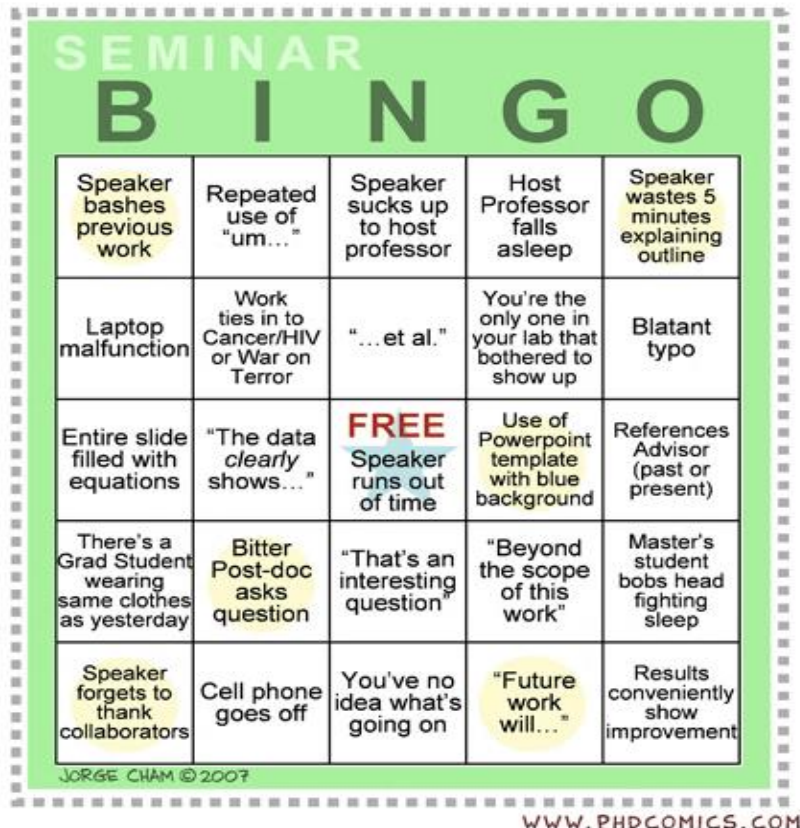 SEMINAR
B I N G O
Speaker
bashes
previous
work
Repeated
use of
“um...”
Speaker
sucks up
to host
professor
Host
Professor
falls
asleep
Speaker
wastes 5
minutes
explaining
outline
Laptop
malfunction
Work
ties in to
Cancer/HIV
or War on
Terror
“...et al.”
You’re the
only one in
your lab that
bothered to
show up
Blatant
typo
Entire slide
filled with
equations
“The data
clearly
shows...”
FREE
Speaker
runs out
of time
Use of
Powerpoint
template
with blue
background
References
Advisor
(past or
present)
There’s a
Grad Student
wearing
same clothes
as yesterday
Bitter
Post-doc
asks
question
“That’s an
interesting
question”
“Beyond
the scope
of this
work”
Master’s
student
bobs head
fighting
sleep
Speaker
forgets to
thank
collaborators
Cell phone
goes off
You’ve no
idea what’s
going on
“Future
work
will...”
Results
conveniently
show
improvement
JORGE CHAM © 2007
WWW.PHDCOMICS.COM